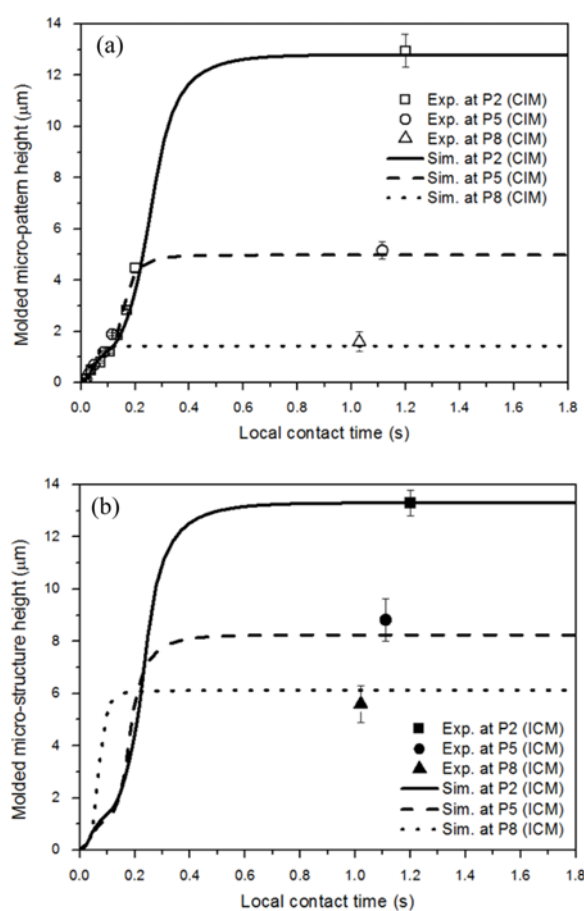 (a)
14
12
10
8
6
4
2
0
Molded micro-pattern height (μm)
Exp. at P2 (CIM)
Exp. at P5 (CIM)
Exp. at P8 (CIM)
Sim. at P2 (CIM)
Sim. at P5 (CIM)
Sim. at P8 (CIM)
0.0 0.2 0.4 0.6 0.8 1.0 1.2 1.4 1.6 1.8
Local contact time (s)
(b)
14
12
10
8
6
4
2
0
Molded micro-structure height (μm)
Exp. at P2 (ICM)
Exp. at P5 (ICM)
Exp. at P8 (ICM)
Sim. at P2 (ICM)
Sim. at P5 (ICM)
Sim. at P8 (ICM)
0.0 0.2 0.4 0.6 0.8 1.0 1.2 1.4 1.6 1.8
Local contact time (s)